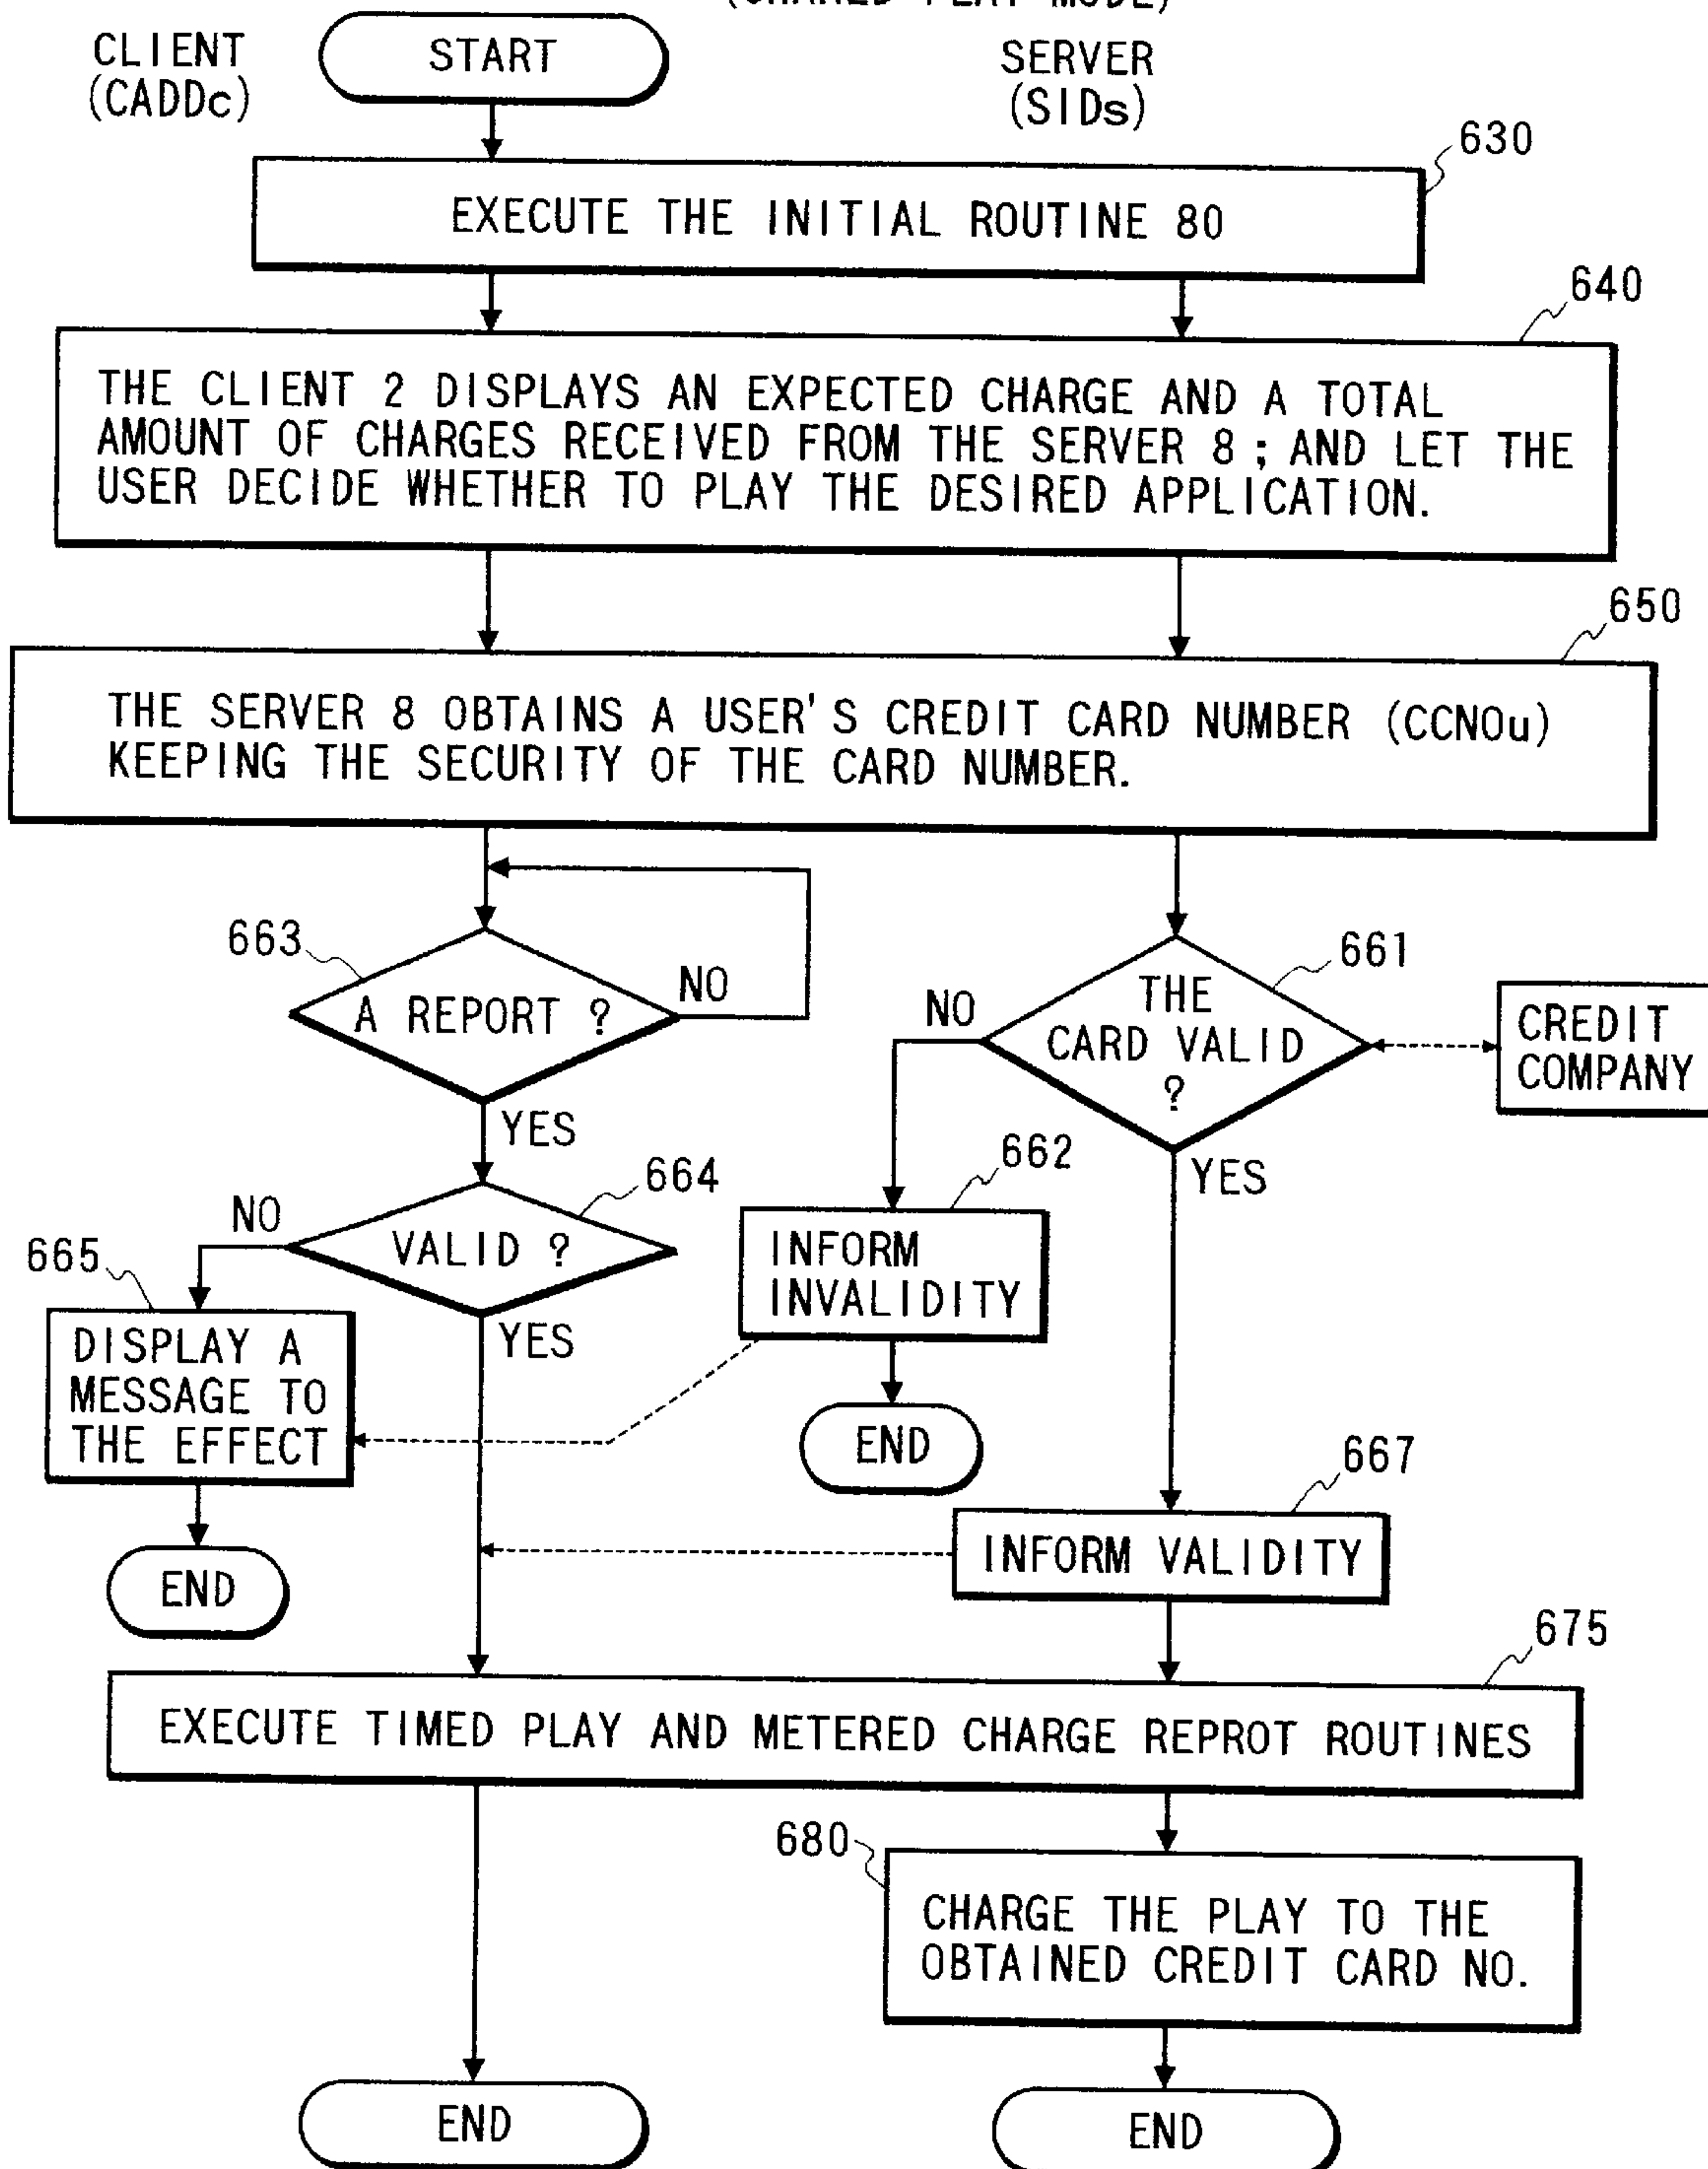 CLIENT
(CADDc)
START
SERVER
(SIDs)
630
EXECUTE THE INITIAL ROUTINE 80
640
THE CLIENT 2 DISPLAYS AN EXPECTED CHARGE AND A TOTAL
AMOUNT OF CHARGES RECEIVED FROM THE SERVER 8 ; AND LET THE
USER DECIDE WHETHER TO PLAY THE DESIRED APPLICATION.
650
THE SERVER 8 OBTAINS A USER'S CREDIT CARD NUMBER (CCNOu)
KEEPING THE SECURITY OF THE CARD NUMBER.
663
A REPORT ?
NO
YES
661
THE
CARD VALID
?
NO
YES
CREDIT
COMPANY
664
VALID ?
NO
YES
662
INFORM
INVALIDITY
END
665
DISPLAY A
MESSAGE TO
THE EFFECT
END
667
INFORM VALIDITY
675
EXECUTE TIMED PLAY AND METERED CHARGE REPROT ROUTINES
680
CHARGE THE PLAY TO THE
OBTAINED CREDIT CARD NO.
END
END